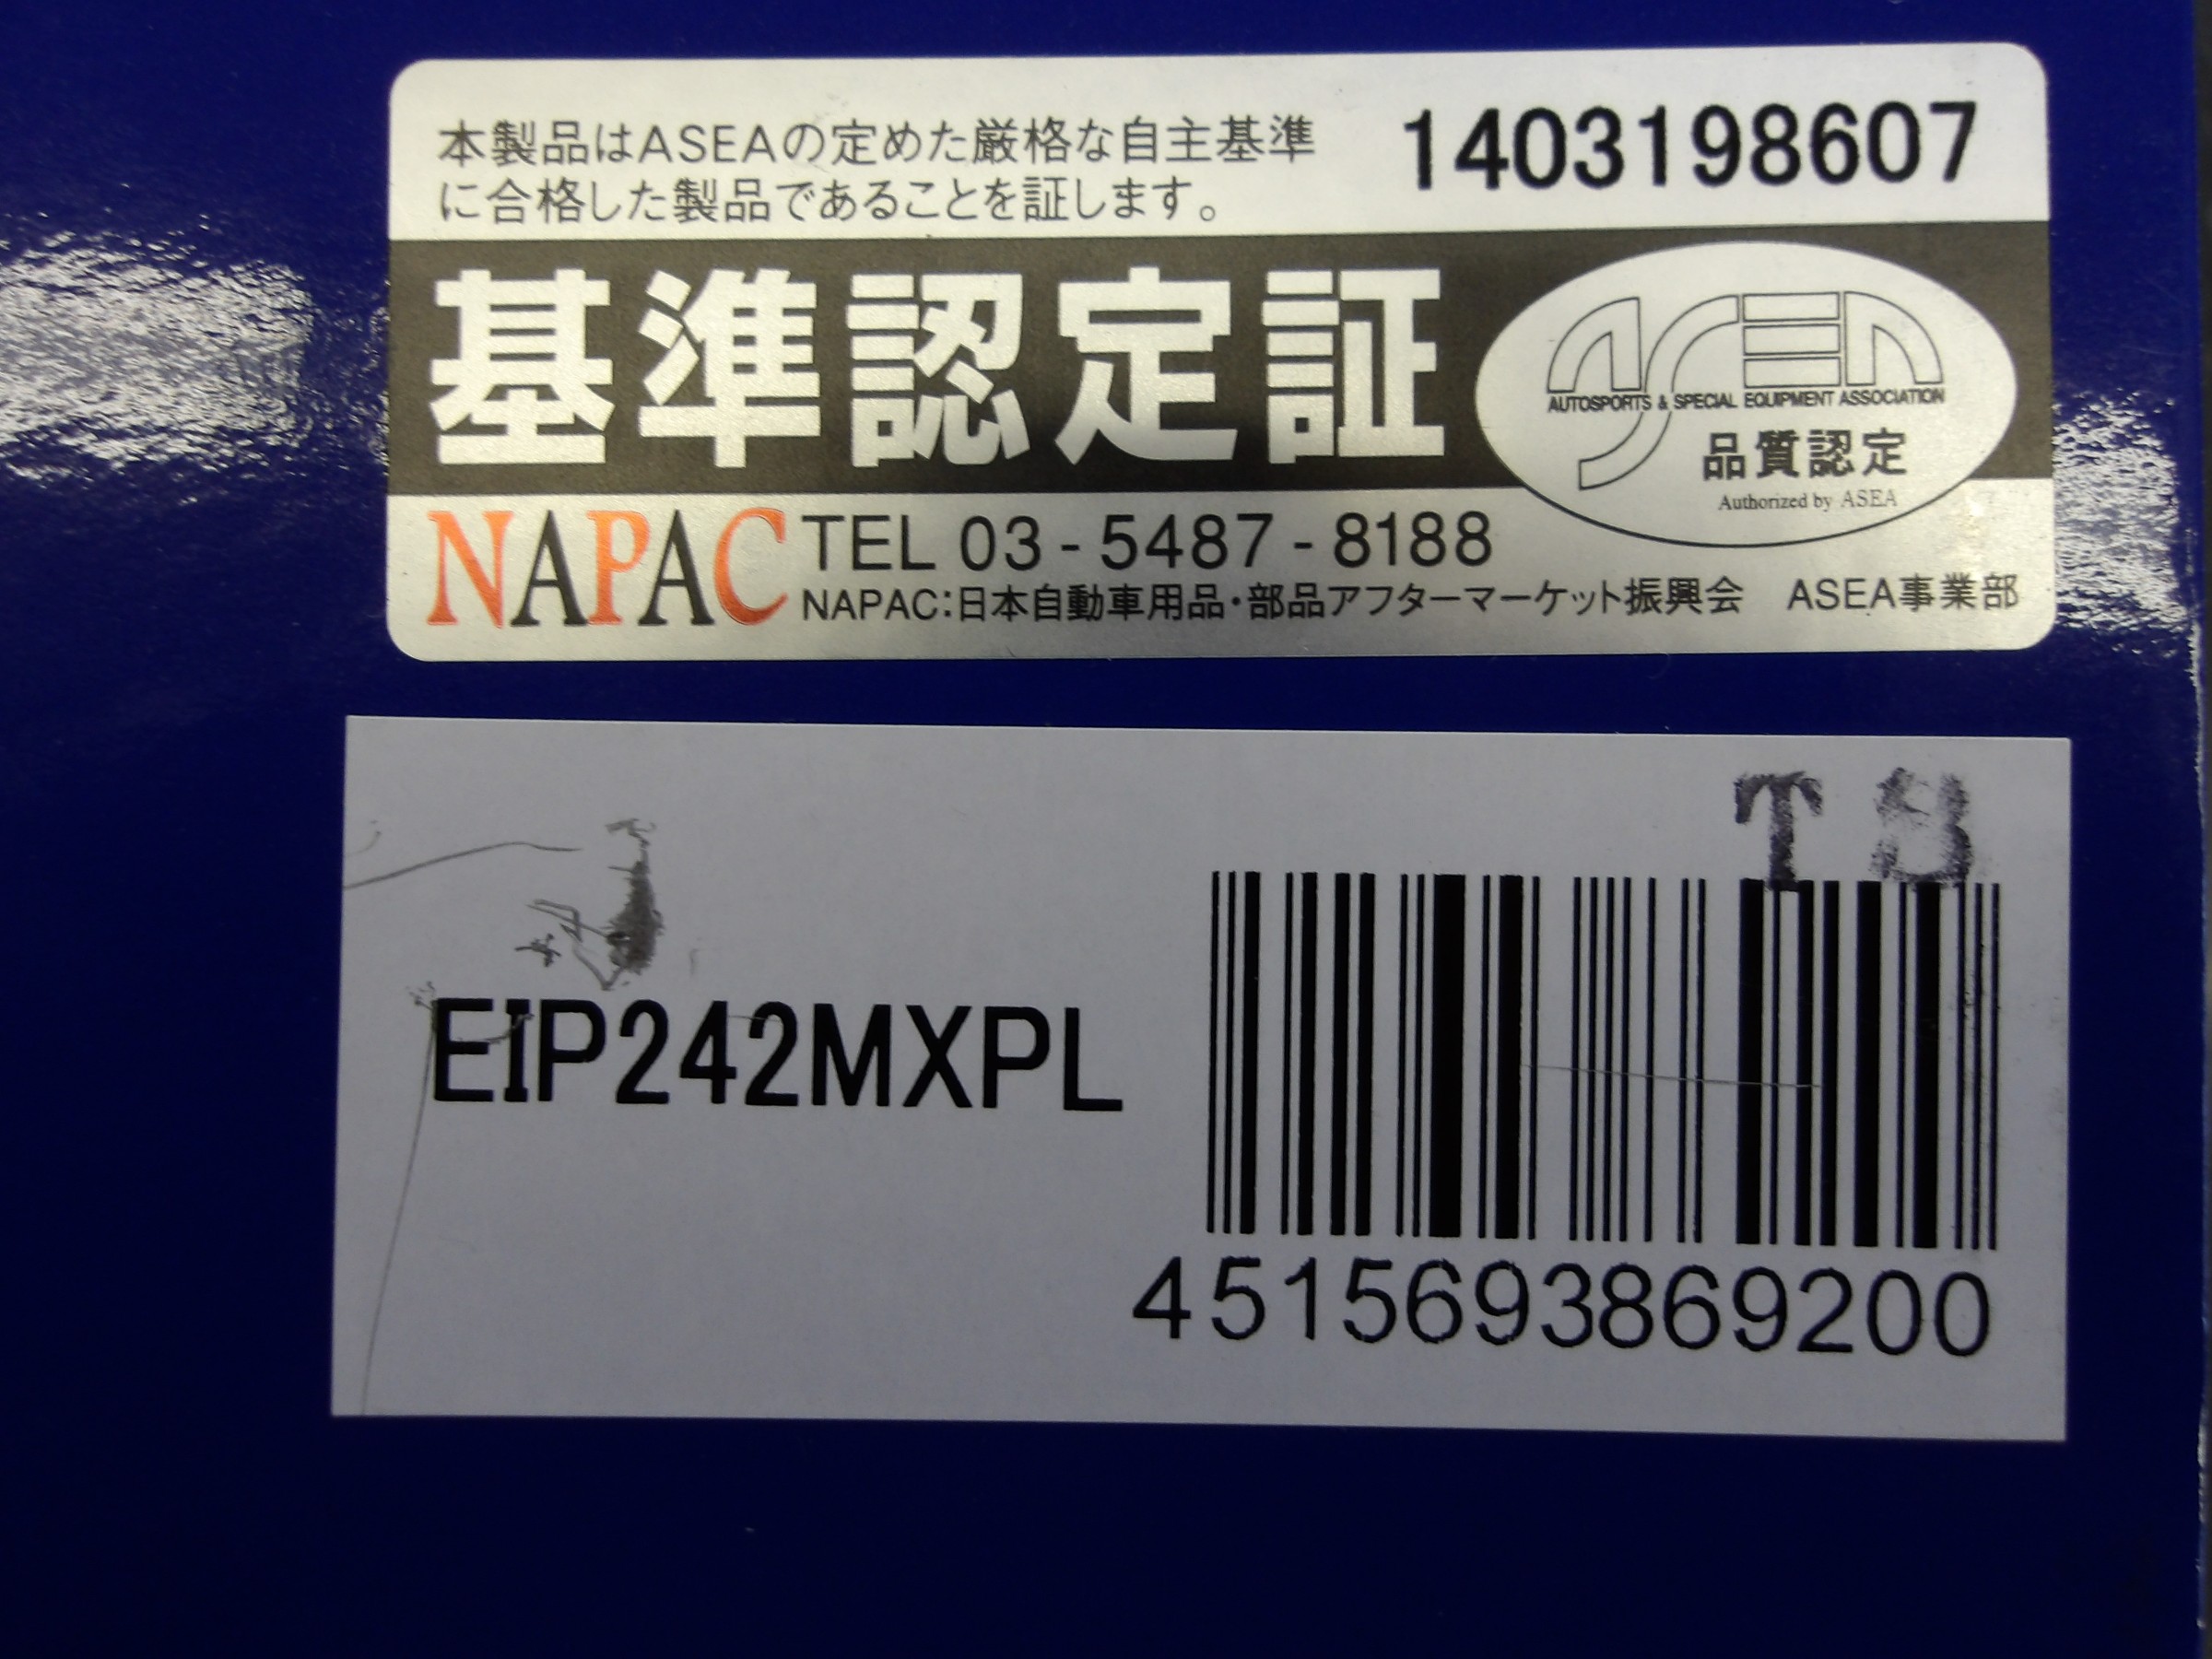 本製品はASEAの定めた厳格な自主基準
に合格した製品であることを証します。
1403198607
基準認定証
ASEA
AUTOSPORTS & SPECIAL EQUIPMENT ASSOCIATION
品質認定
Authorized by ASEA
NAPAC TEL 03-5487-8188
NAPAC:日本自動車用品・部品アフターマーケット振興会 ASEA事業部
T
EIP242MXPL
4515693869200